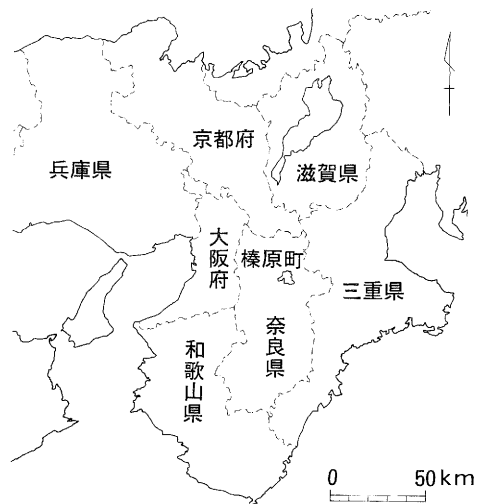 京都府
兵庫県
滋賀県
大阪府
榛原町
三重県
奈良県
和歌山県
0 50km